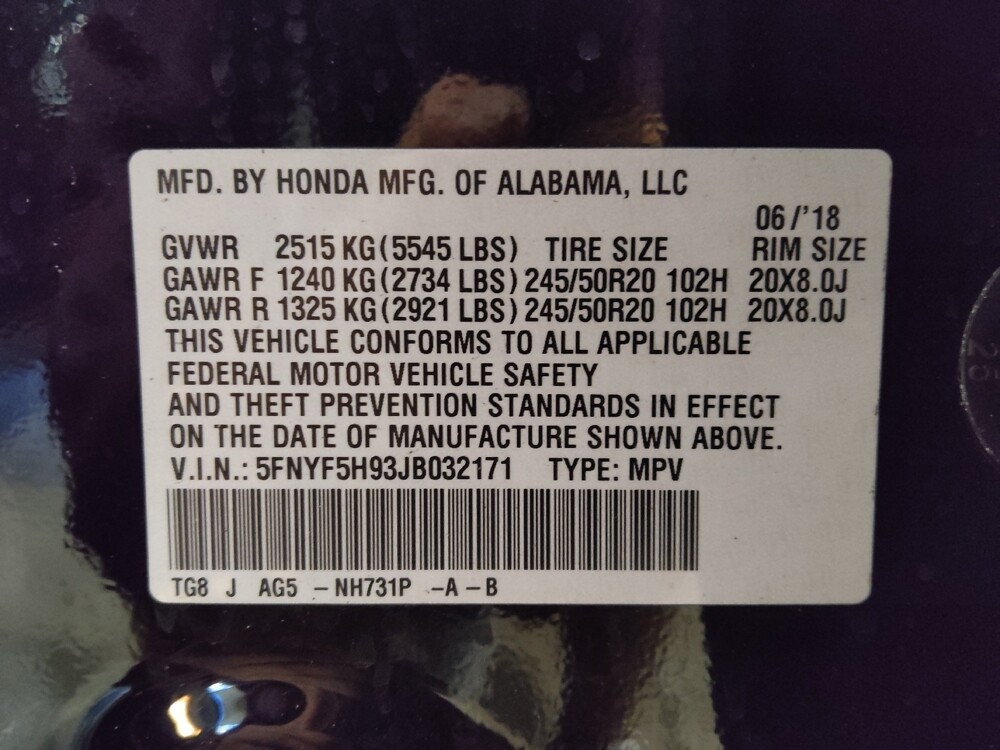 MFD. BY HONDA MFG. OF ALABAMA, LLC
06/'18
GVWR 2515 KG (5545 LBS) TIRE SIZE RIM SIZE
GAWR F 1240 KG (2734 LBS) 245/50R20 102H 20X8.0J
GAWR R 1325 KG (2921 LBS) 245/50R20 102H 20X8.0J
THIS VEHICLE CONFORMS TO ALL APPLICABLE
FEDERAL MOTOR VEHICLE SAFETY
AND THEFT PREVENTION STANDARDS IN EFFECT
ON THE DATE OF MANUFACTURE SHOWN ABOVE.
V.I.N.: 5FNYF5H93JB032171 TYPE: MPV
TG8 J AG5 – NH731P –A – B
26